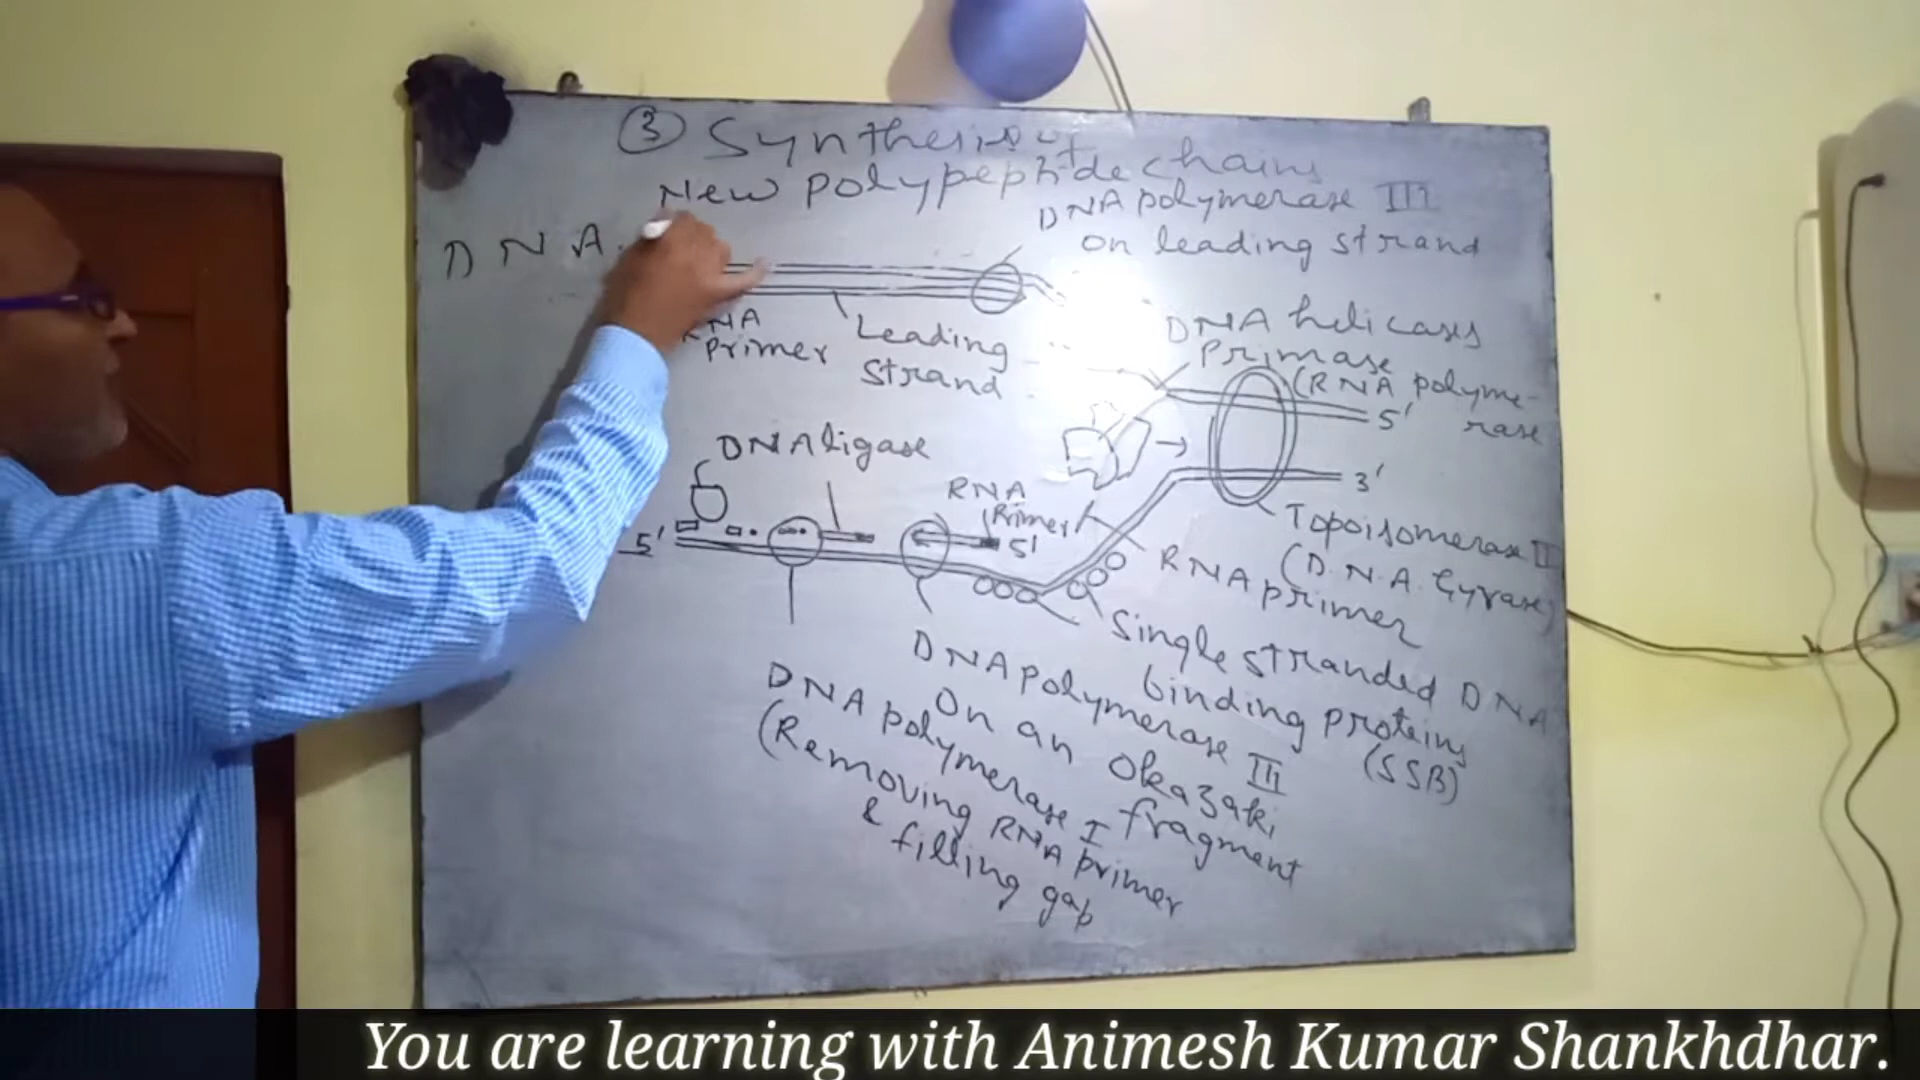 ③ Synthesis of
New polypeptide chains
DNA polymerase III
on leading strand
DNA
RNA
Primer
Leading
strand
DNA helicases
Primase
(RNA polyme-
rase
5'
3'
DNA ligase
RNA
Primer
5'
5'
Topoisomerase II
(D.N.A. Gyrase)
RNA primer
Single stranded DNA
binding proteins
(SSB)
DNA polymerase III
on an Okazaki
fragment
DNA polymerase I
(Removing RNA primer
& filling gap
You are learning with Animesh Kumar Shankhdhar.